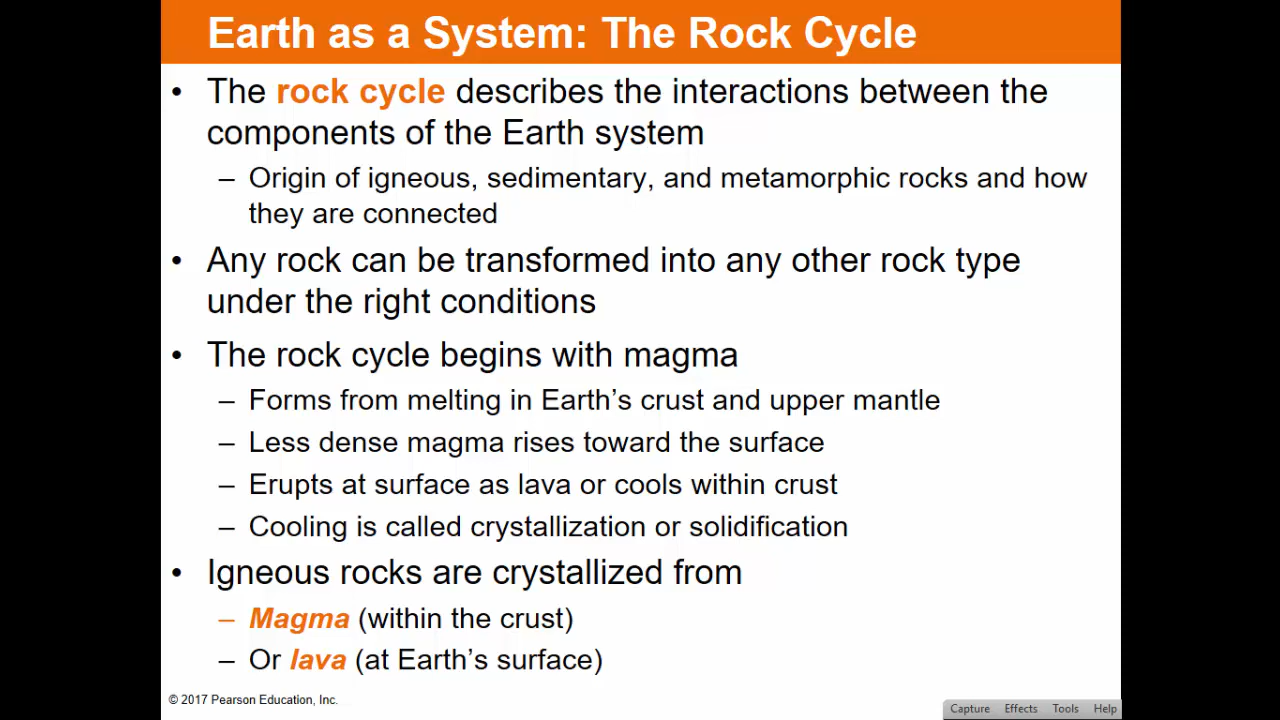 Earth as a System: The Rock Cycle
• The rock cycle describes the interactions between the
components of the Earth system
– Origin of igneous, sedimentary, and metamorphic rocks and how
they are connected
• Any rock can be transformed into any other rock type
under the right conditions
• The rock cycle begins with magma
– Forms from melting in Earth’s crust and upper mantle
– Less dense magma rises toward the surface
– Erupts at surface as lava or cools within crust
– Cooling is called crystallization or solidification
• Igneous rocks are crystallized from
– Magma (within the crust)
– Or lava (at Earth’s surface)
© 2017 Pearson Education, Inc.
Capture Effects Tools Help